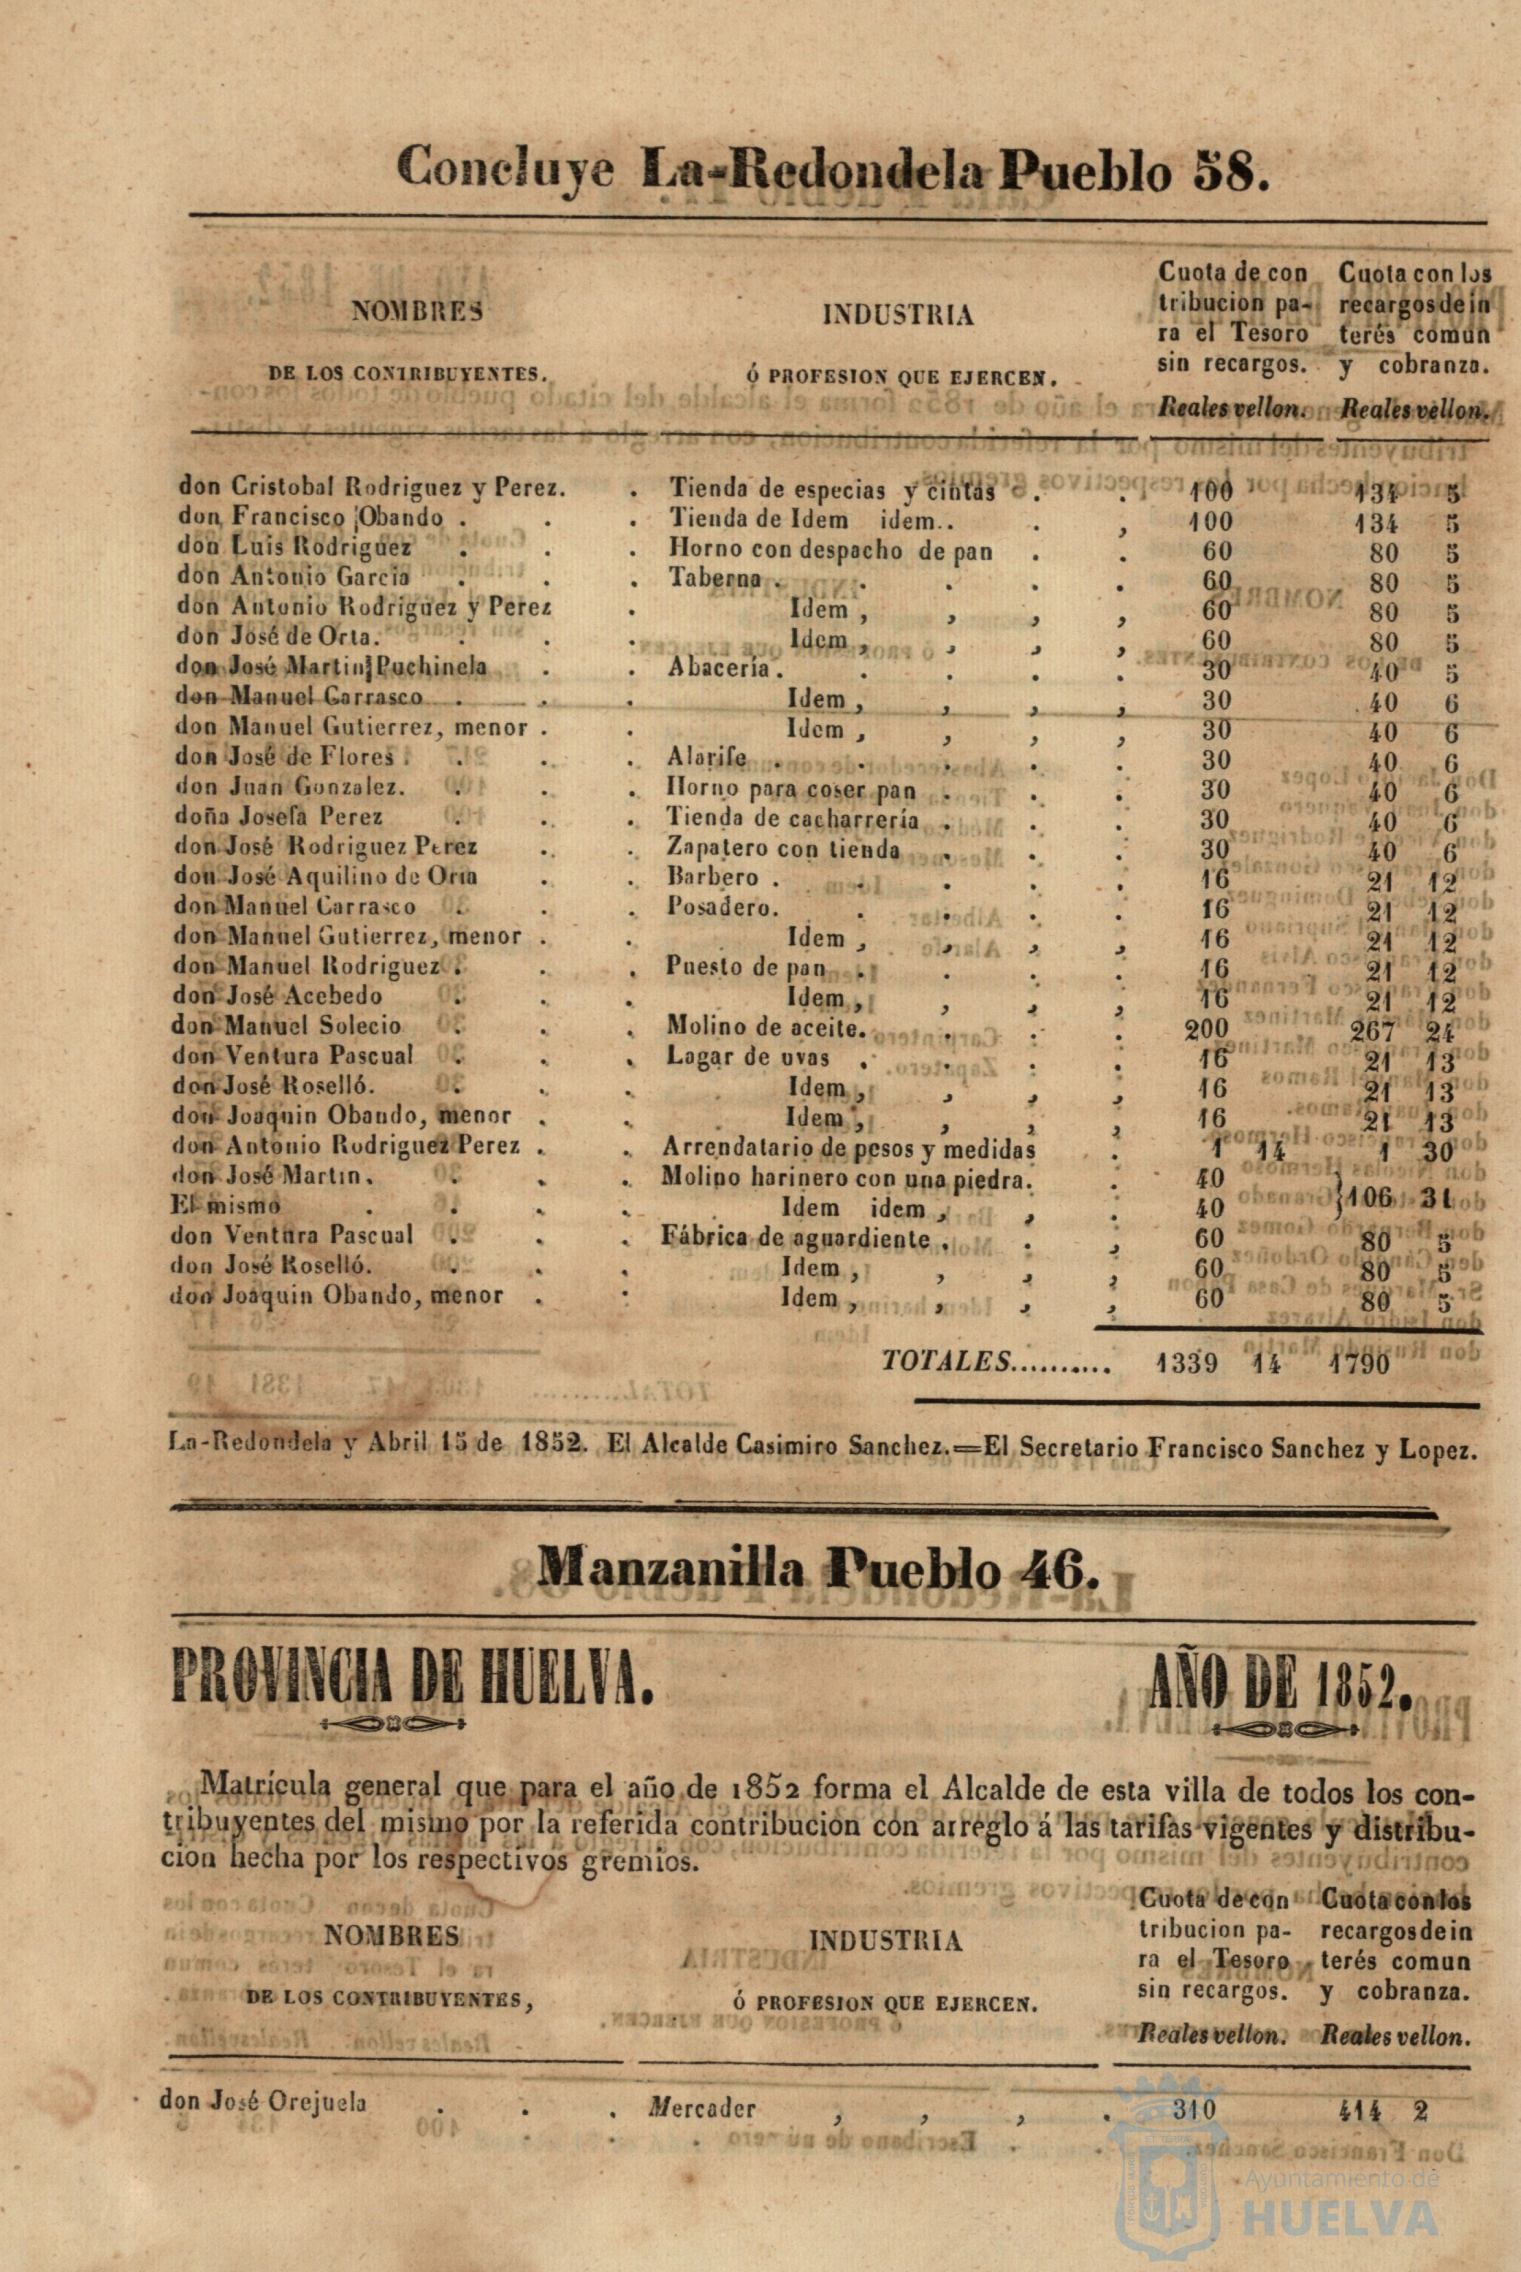 Concluye La-Redondela Pueblo 58.
NOMBRES
DE LOS CONTRIBUYENTES.
INDUSTRIA
Ó PROFESION QUE EJERCEN.
Cuota de con
tribucion pa-
ra el Tesoro
sin recargos.
Reales vellon.
Cuota con los
recargos de in
terés comun
y cobranza.
Reales vellon.
don Cristobal Rodriguez y Perez. . Tienda de especias y cintas . . 100 134 5
don Francisco Obando . . . Tienda de Idem idem.. . , 100 134 5
don Luis Rodriguez . . . Horno con despacho de pan . . 60 80 5
don Antonio Garcia . . . Taberna . . . . . 60 80 5
don Antonio Rodriguez y Perez . Idem , , , , 60 80 5
don José de Orta. . . . Idem , , , , 60 80 5
don José Martin Puchinela . . Abacería . . . . . 30 40 5
don Manuel Carrasco . . . Idem , , , , 30 40 6
don Manuel Gutierrez, menor . . Idem , , , , 30 40 6
don José de Flores . . . . Alarife . . . . . 30 40 6
don Juan Gonzalez. . . . Horno para coser pan . . . 30 40 6
doña Josefa Perez . . . Tienda de cacharrería . . . 30 40 6
don José Rodriguez Perez . . Zapatero con tienda . . . 30 40 6
don José Aquilino de Orta . . Barbero . . . . . 16 21 12
don Manuel Carrasco . . . Posadero. . . . . 16 21 12
don Manuel Gutierrez, menor . . Idem , , , , 16 21 12
don Manuel Rodriguez . . . Puesto de pan . . . . 16 21 12
don José Acebedo . . . Idem , , , , 16 21 12
don Manuel Solecio . . . Molino de aceite. . . . 200 267 24
don Ventura Pascual . . . Lagar de uvas . . . . 16 21 13
don José Roselló. . . . Idem , , , , 16 21 13
don Joaquin Obando, menor . . Idem , , , , 16 21 13
don Antonio Rodriguez Perez . . Arrendatario de pesos y medidas . 1 14 1 30
don José Martin . . . . Molino harinero con una piedra. . 40
El mismo . . . . Idem idem , , . 40 }106 31
don Ventura Pascual . . . Fábrica de aguardiente . . , 60 80 5
don José Roselló. . . . Idem , , , , 60 80 5
don Joaquin Obando, menor . . Idem , , , , 60 80 5
TOTALES.......... 1339 14 1790
La-Redondela y Abril 15 de 1852. El Alcalde Casimiro Sanchez.=El Secretario Francisco Sanchez y Lopez.
Manzanilla Pueblo 46.
PROVINCIA DE HUELVA. AÑO DE 1852.
Matrícula general que para el año de 1852 forma el Alcalde de esta villa de todos los con-
tribuyentes del mismo por la referida contribucion con arreglo á las tarifas vigentes y distribu-
cion hecha por los respectivos gremios.
NOMBRES
DE LOS CONTRIBUYENTES,
INDUSTRIA
Ó PROFESION QUE EJERCEN.
Cuota de con
tribucion pa-
ra el Tesoro
sin recargos.
Reales vellon.
Cuota con los
recargos de in
terés comun
y cobranza.
Reales vellon.
don José Orejuela . . . Mercader , , , . 310 414 2
Ayuntamiento de
HUELVA